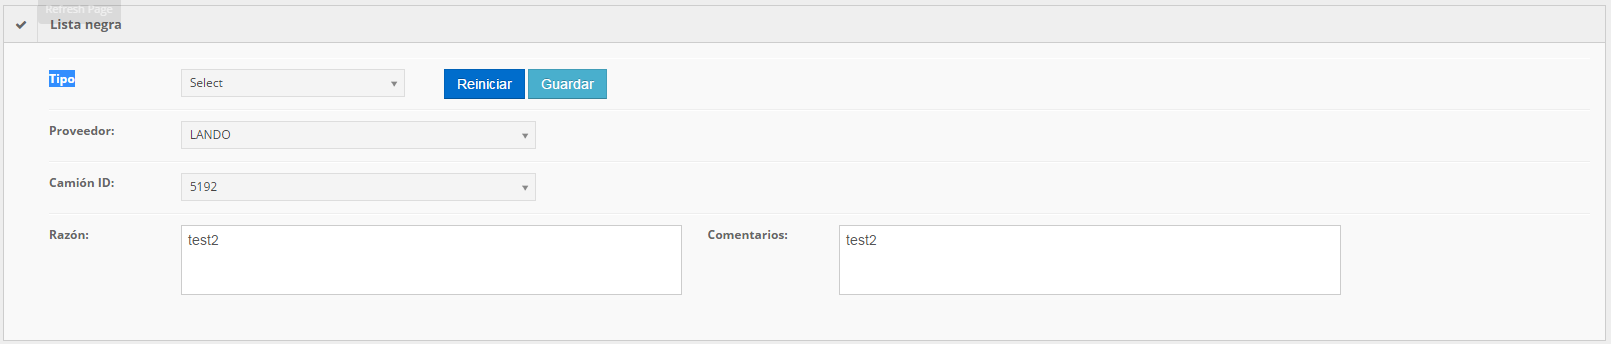 Refresh Page
Lista negra
Tipo
Select
Reiniciar
Guardar
Proveedor:
LANDO
Camión ID:
5192
Razón:
test2
Comentarios:
test2